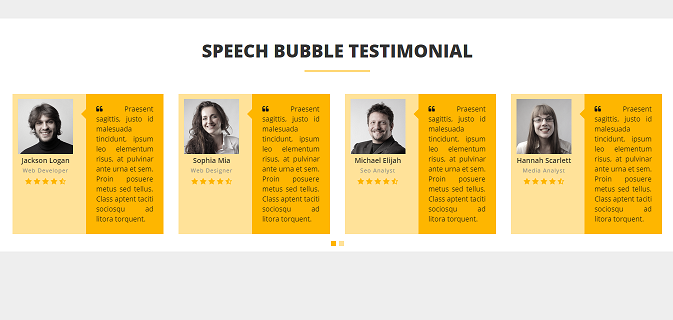 SPEECH BUBBLE TESTIMONIAL
Jackson Logan
Web Developer
❝ Praesent
sagittis, justo id
malesuada
tincidunt, ipsum
leo elementum
risus, at pulvinar
ante urna et sem.
Proin posuere
metus sed tellus.
Class aptent taciti
sociosqu ad
litora torquent.
Sophia Mia
Web Designer
❝ Praesent
sagittis, justo id
malesuada
tincidunt, ipsum
leo elementum
risus, at pulvinar
ante urna et sem.
Proin posuere
metus sed tellus.
Class aptent taciti
sociosqu ad
litora torquent.
Michael Elijah
Seo Analyst
❝ Praesent
sagittis, justo id
malesuada
tincidunt, ipsum
leo elementum
risus, at pulvinar
ante urna et sem.
Proin posuere
metus sed tellus.
Class aptent taciti
sociosqu ad
litora torquent.
Hannah Scarlett
Media Analyst
❝ Praesent
sagittis, justo id
malesuada
tincidunt, ipsum
leo elementum
risus, at pulvinar
ante urna et sem.
Proin posuere
metus sed tellus.
Class aptent taciti
sociosqu ad
litora torquent.